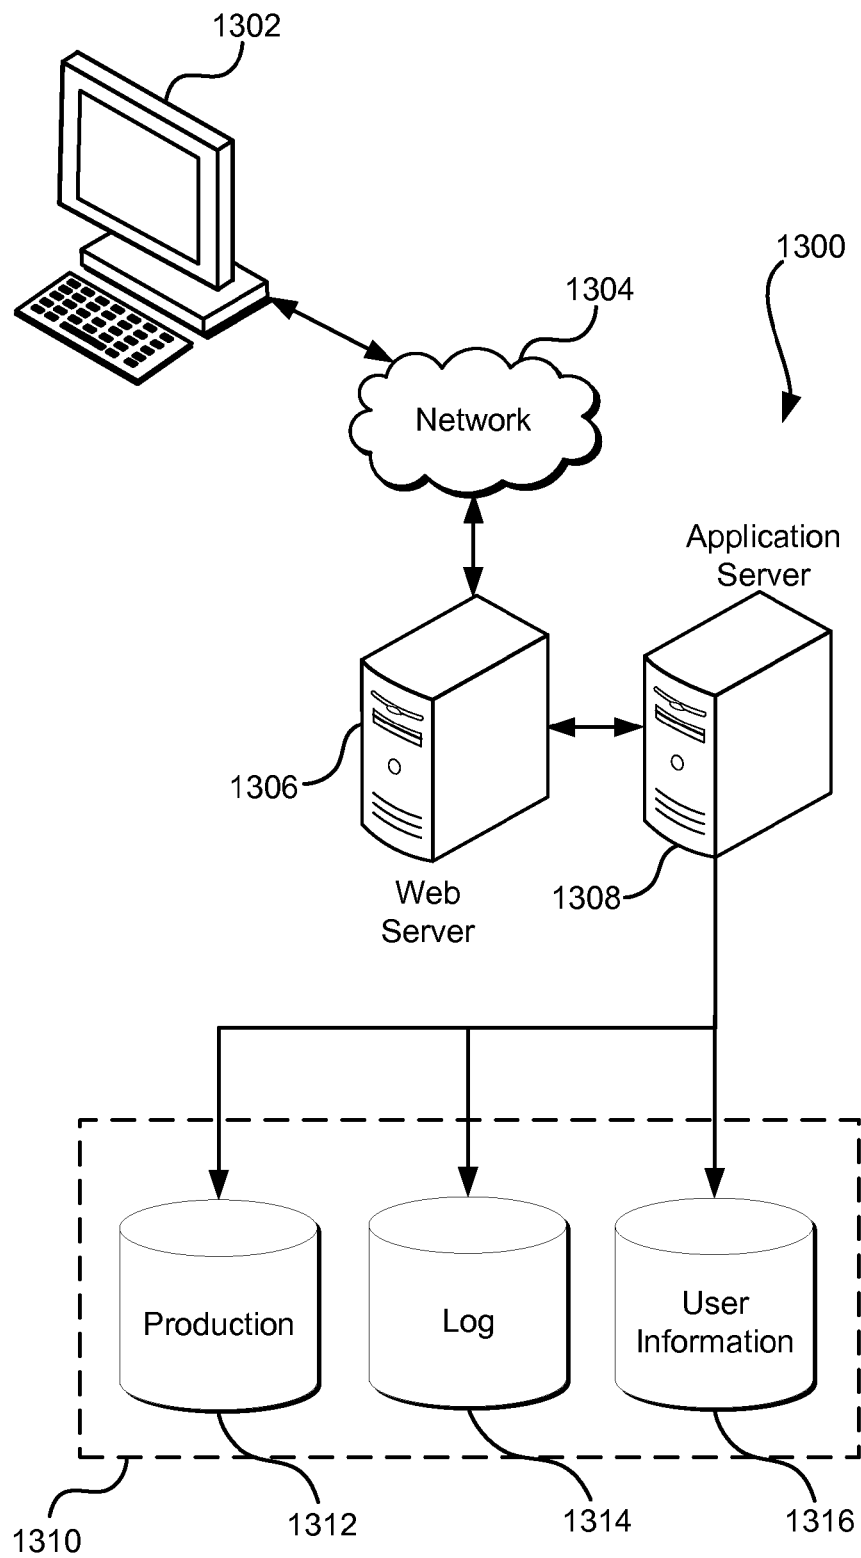 1302
1300
1304
Network
Application
Server
1306
1308
Web
Server
Production
Log
User
Information
1310
1312
1314
1316